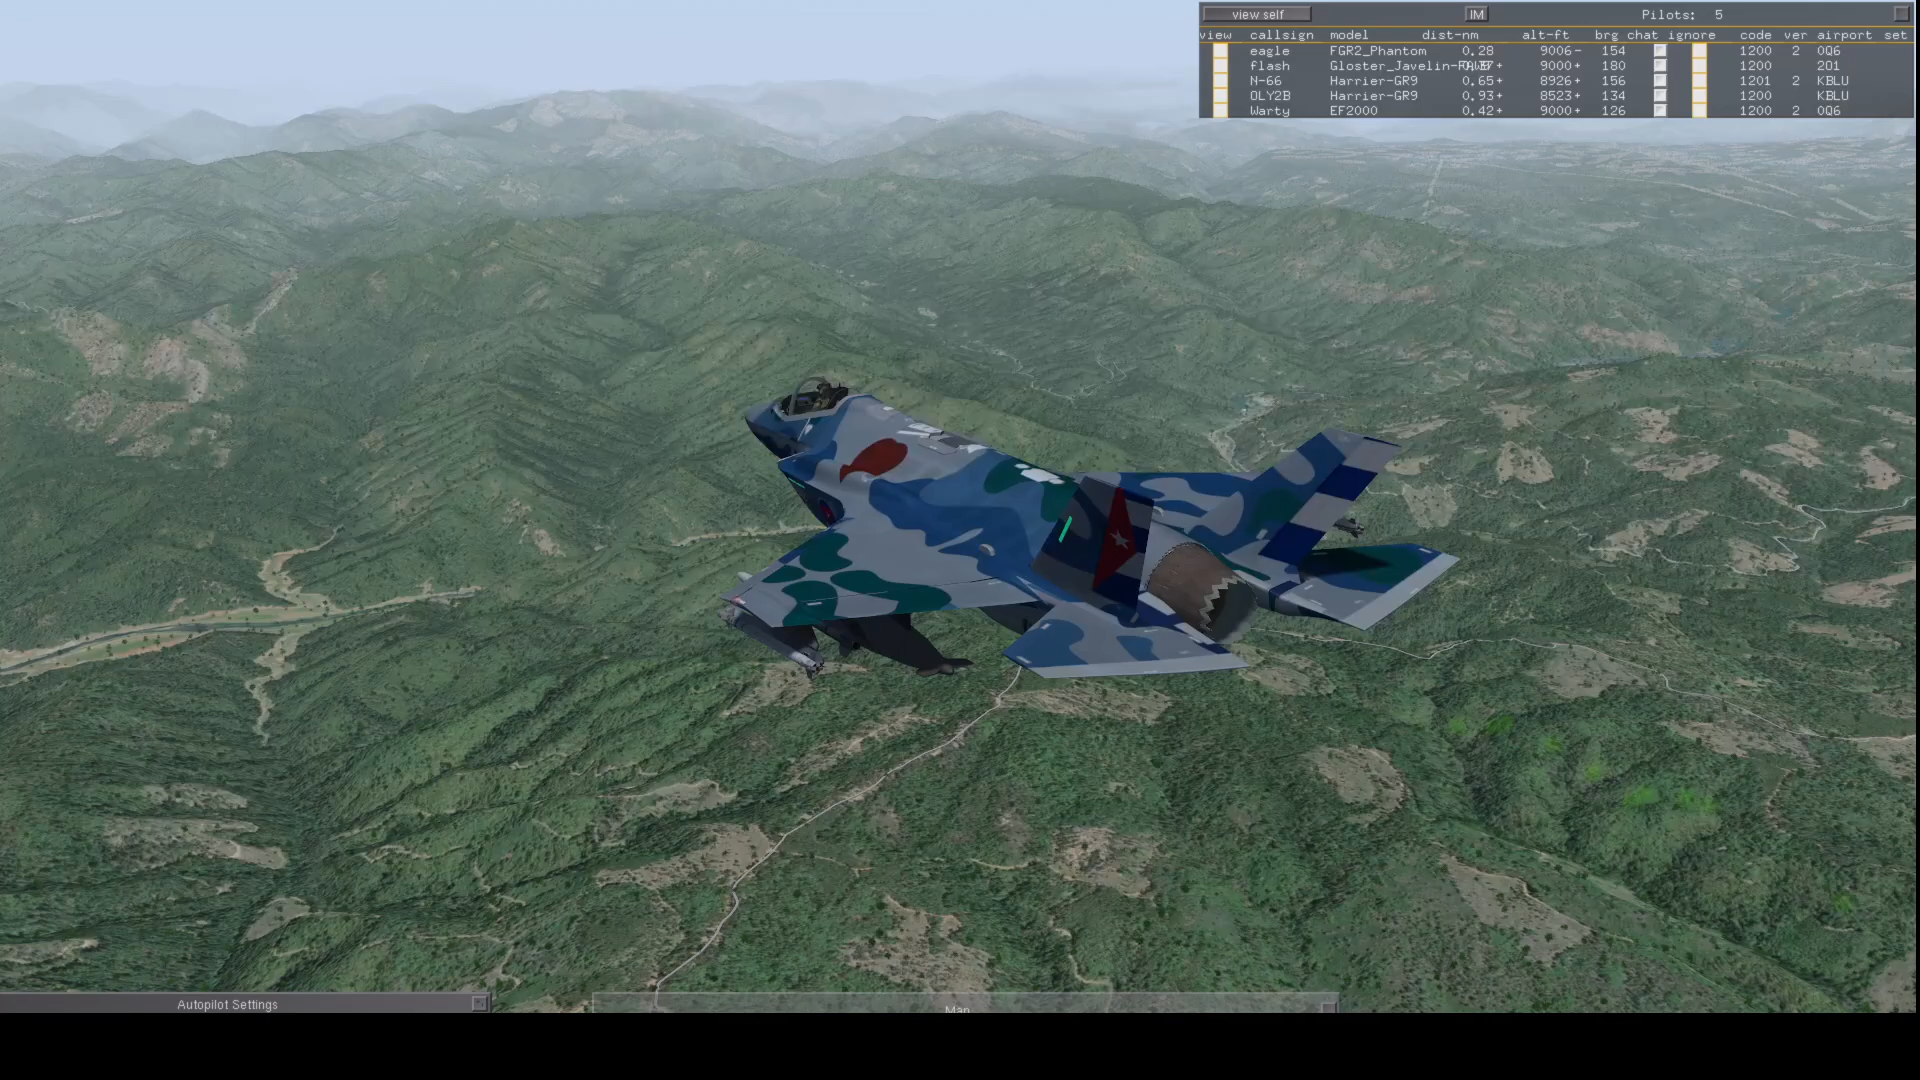 view self IM Pilots: 5
view callsign model dist-nm alt-ft brg chat ignore code ver airport set
eagle FGR2_Phantom 0.28 9006- 154 1200 2 0Q6
flash 9000+ 180 1200 2O1
N-66 Harrier-GR9 0.65+ 8926+ 156 1201 2 KBLU
OLY2B Harrier-GR9 0.93+ 8523+ 134 1200 KBLU
Warty EF2000 0.42+ 9000+ 126 1200 2 0Q6
Autopilot Settings
Map